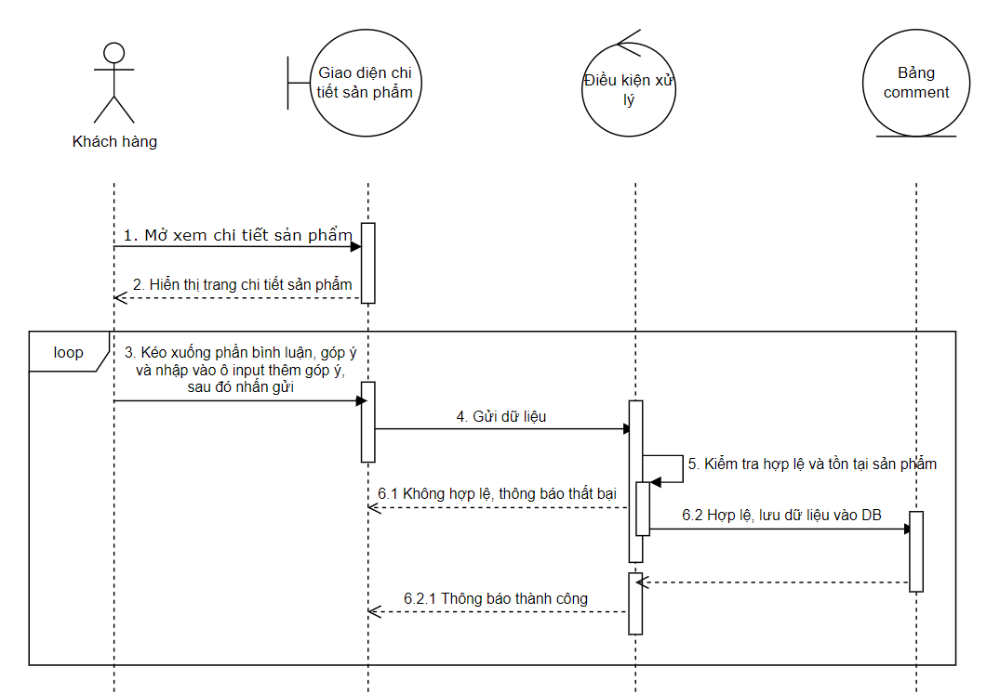 Giao diện chi
tiết sản phẩm
Điều kiện xử
lý
Bảng
comment
Khách hàng
1. Mở xem chi tiết sản phẩm
2. Hiển thị trang chi tiết sản phẩm
loop
3. Kéo xuống phần bình luận, góp ý
và nhập vào ô input thêm góp ý,
sau đó nhấn gửi
4. Gửi dữ liệu
5. Kiểm tra hợp lệ và tồn tại sản phẩm
6.1 Không hợp lệ, thông báo thất bại
6.2 Hợp lệ, lưu dữ liệu vào DB
6.2.1 Thông báo thành công